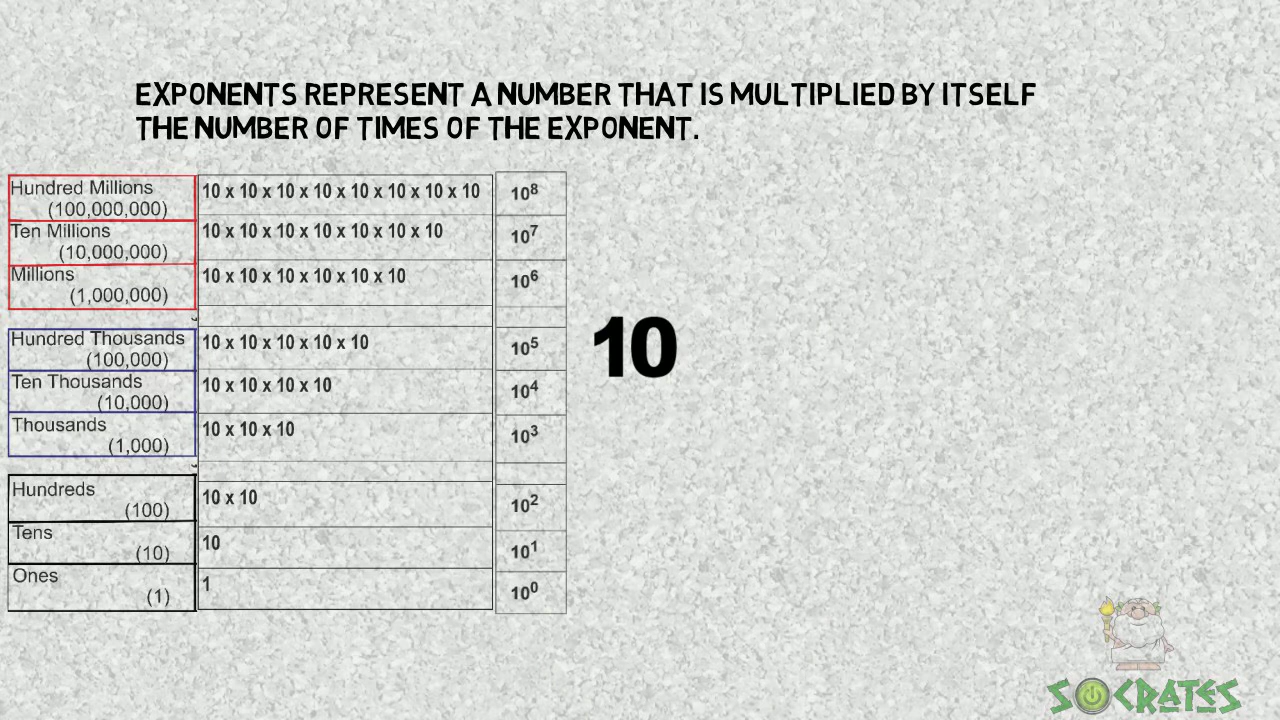 EXPONENTS REPRESENT A NUMBER THAT IS MULTIPLIED BY ITSELF
THE NUMBER OF TIMES OF THE EXPONENT.
Hundred Millions 10 x 10 x 10 x 10 x 10 x 10 x 10 x 10 10⁸
(100,000,000)
Ten Millions 10 x 10 x 10 x 10 x 10 x 10 x 10 10⁷
(10,000,000)
Millions 10 x 10 x 10 x 10 x 10 x 10 10⁶
(1,000,000)
,
Hundred Thousands 10 x 10 x 10 x 10 x 10 10⁵
(100,000)
Ten Thousands 10 x 10 x 10 x 10 10⁴
(10,000)
Thousands 10 x 10 x 10 10³
(1,000)
,
Hundreds 10 x 10 10²
(100)
Tens 10 10¹
(10)
Ones 1 10⁰
(1)
10
SOCRATES